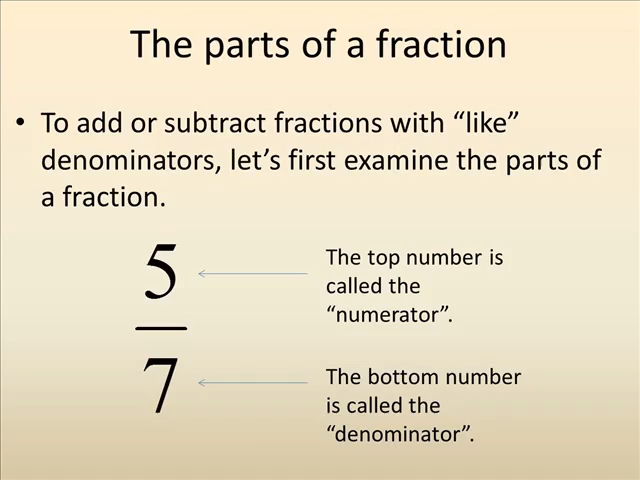 The parts of a fraction
• To add or subtract fractions with “like”
denominators, let’s first examine the parts of
a fraction.
5
7
The top number is
called the
“numerator”.
The bottom number
is called the
“denominator”.